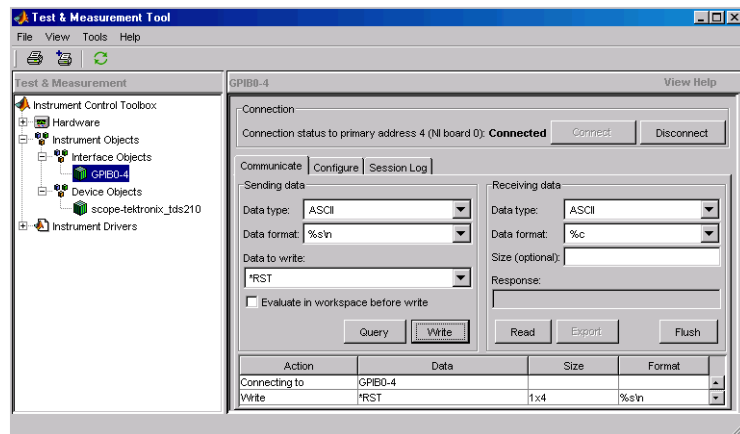 Test & Measurement Tool
File View Tools Help
Test & Measurement
Instrument Control Toolbox
Hardware
Instrument Objects
Interface Objects
GPIB0-4
Device Objects
scope-tektronix_tds210
Instrument Drivers
GPIB0-4 View Help
Connection
Connection status to primary address 4 (NI board 0): Connected Connect Disconnect
Communicate Configure Session Log
Sending data
Data type: ASCII
Data format: %s\n
Data to write:
*RST
Evaluate in workspace before write
Query Write
Receiving data
Data type: ASCII
Data format: %c
Size (optional):
Response:
Read Export Flush
Action Data Size Format
Connecting to GPIB0-4
Write *RST 1x4 %s\n